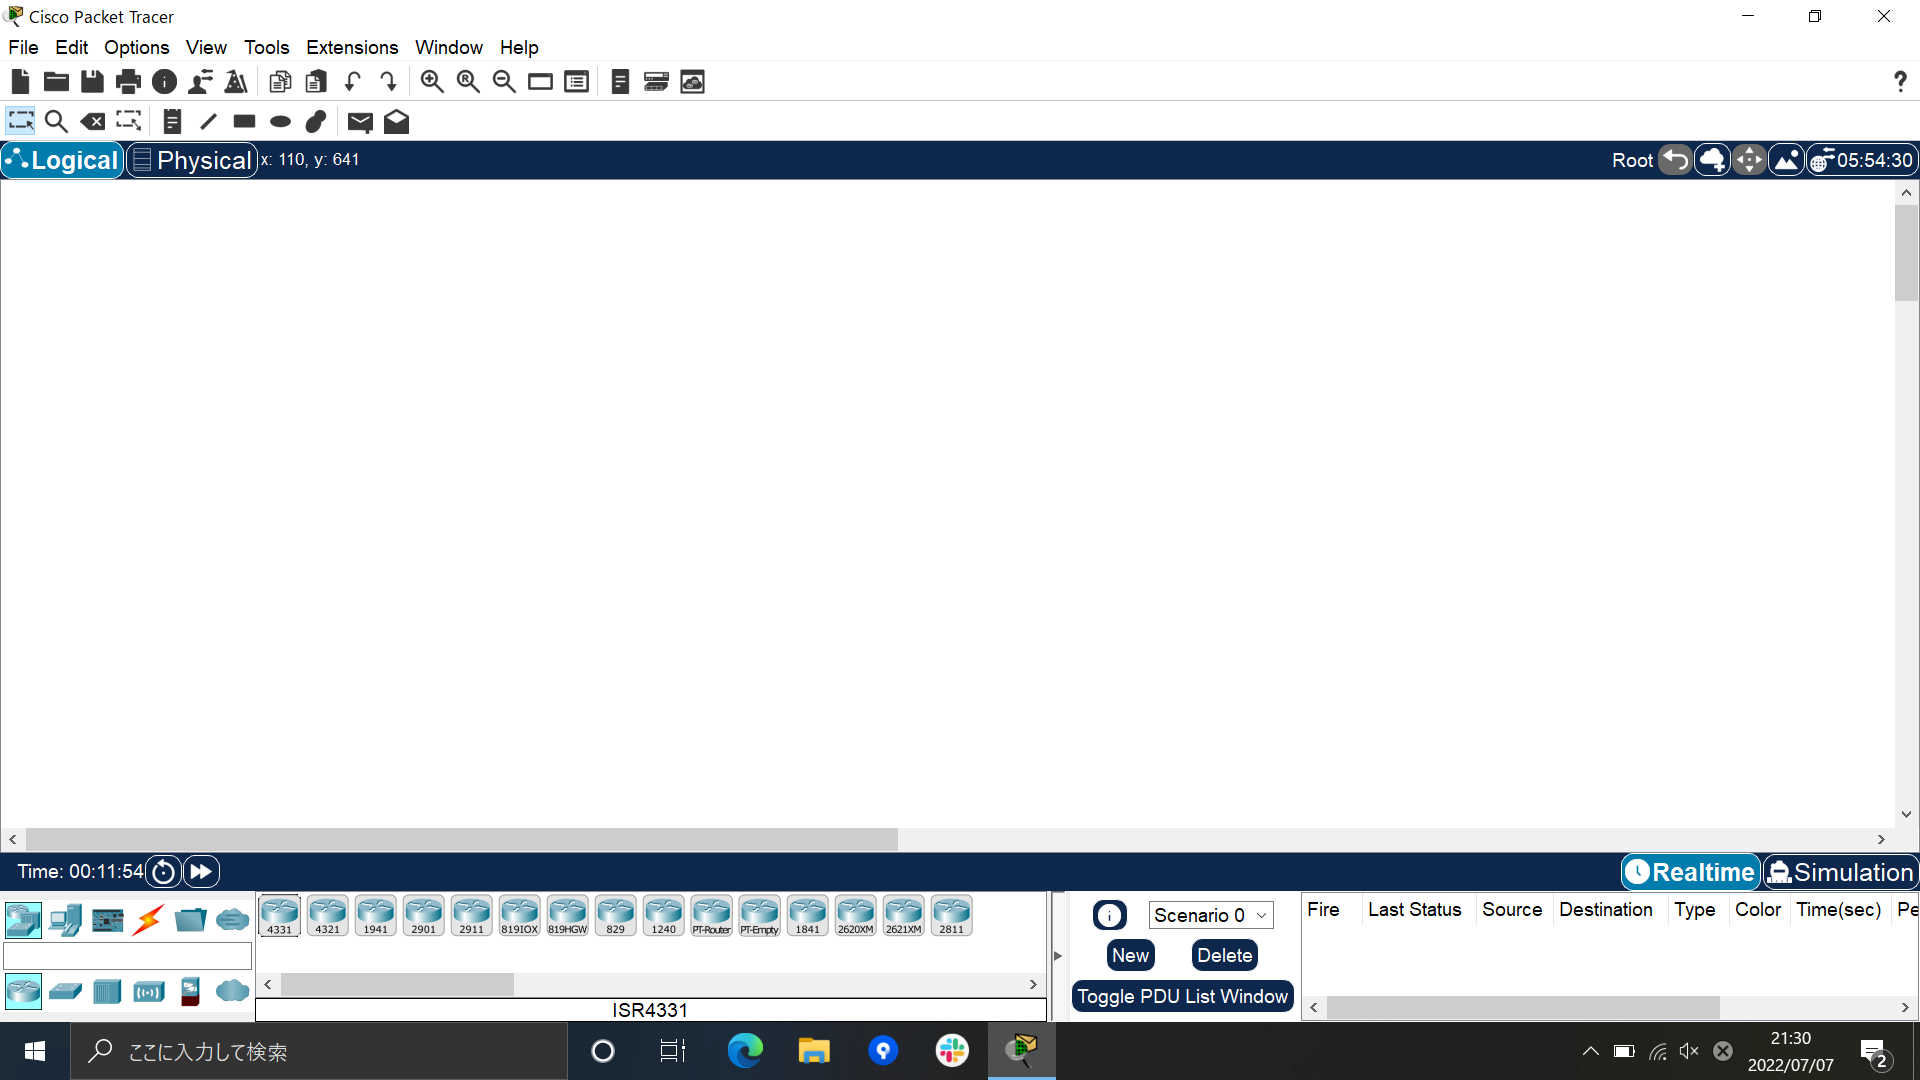 Cisco Packet Tracer
File Edit Options View Tools Extensions Window Help
Logical Physical x: 110, y: 641 Root 05:54:30
Time: 00:11:54 Realtime Simulation
4331 4321 1941 2901 2911 819IOX 819HGW 829 1240 PT-Router PT-Empty 1841 2620XM 2621XM 2811
ISR4331
Scenario 0
New Delete
Toggle PDU List Window
Fire Last Status Source Destination Type Color Time(sec) Pe
ここに入力して検索
21:30
2022/07/07
2